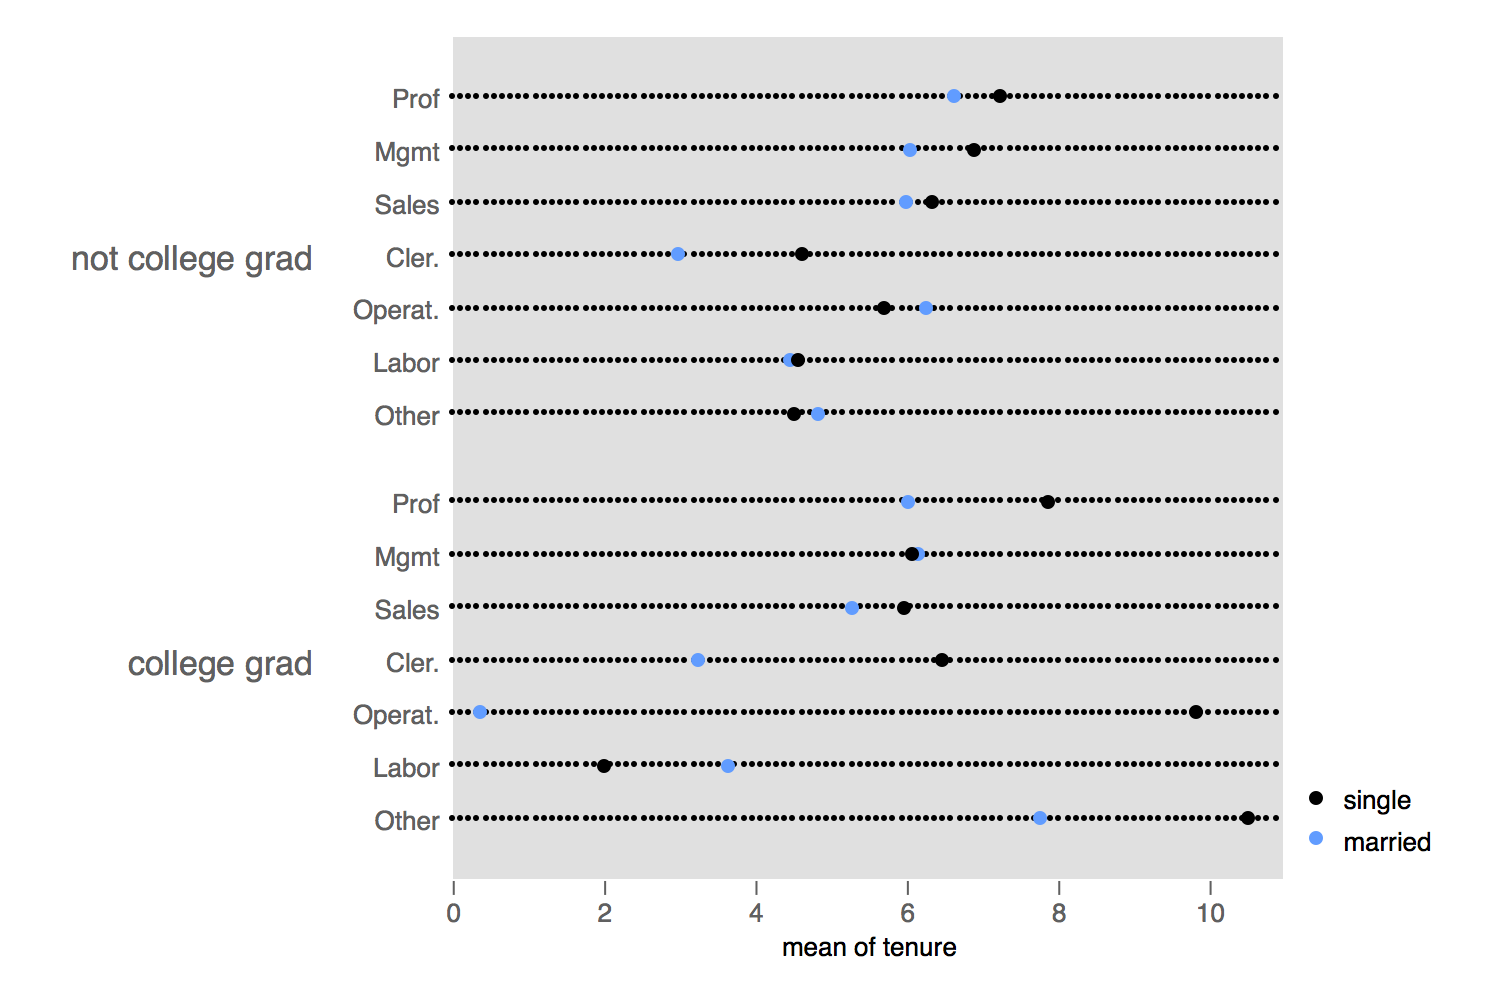 Prof
Mgmt
Sales
not college grad
Cler.
Operat.
Labor
Other
Prof
Mgmt
Sales
college grad
Cler.
Operat.
Labor
Other
single
married
0 2 4 6 8 10
mean of tenure